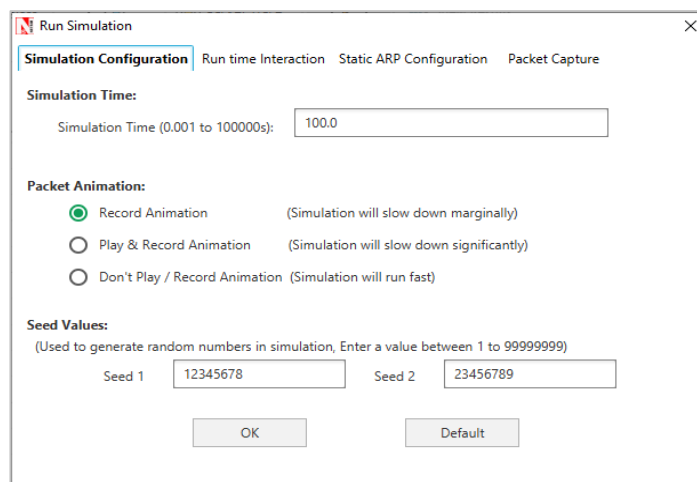 Run Simulation
Simulation Configuration Run time Interaction Static ARP Configuration Packet Capture
Simulation Time:
Simulation Time (0.001 to 100000s): 100.0
Packet Animation:
Record Animation (Simulation will slow down marginally)
Play & Record Animation (Simulation will slow down significantly)
Don't Play / Record Animation (Simulation will run fast)
Seed Values:
(Used to generate random numbers in simulation, Enter a value between 1 to 99999999)
Seed 1 12345678 Seed 2 23456789
OK Default